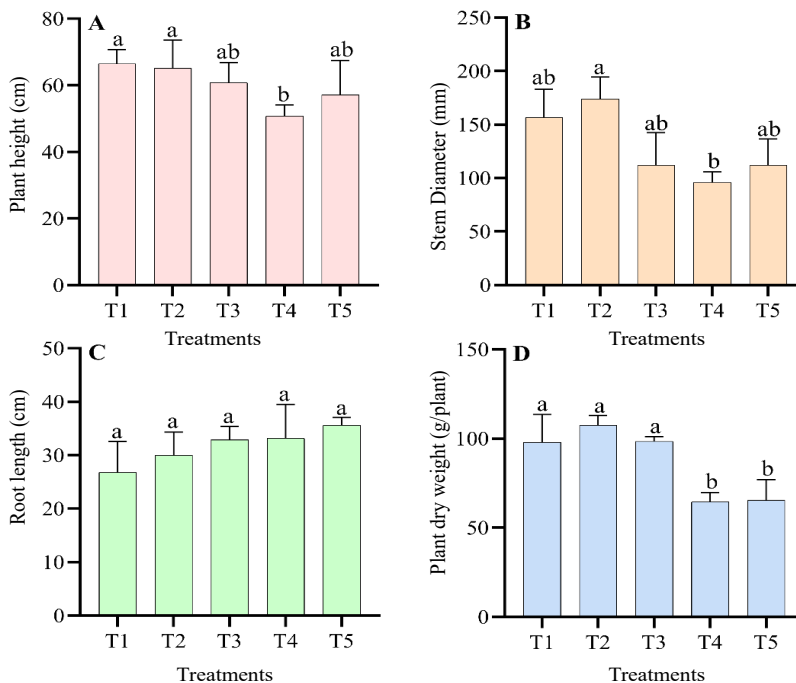 A
Plant height (cm)
80
60
40
20
0
a a ab b ab
T1 T2 T3 T4 T5
Treatments
B
Stem Diameter (mm)
250
200
150
100
50
0
ab a ab b ab
T1 T2 T3 T4 T5
Treatments
C
Root length (cm)
50
40
30
20
10
0
a a a a a
T1 T2 T3 T4 T5
Treatments
D
Plant dry weight (g/plant)
150
100
50
0
a a a b b
T1 T2 T3 T4 T5
Treatments